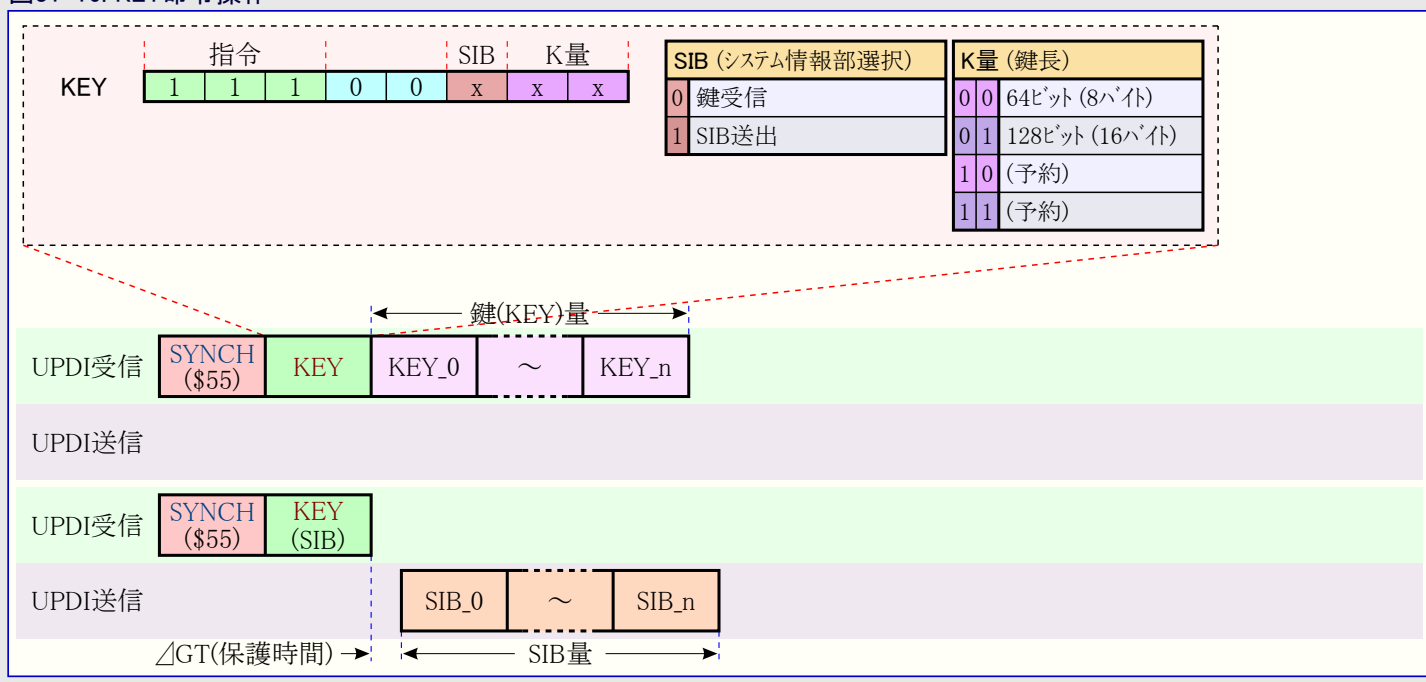 指令 SIB K量
KEY 1 1 1 0 0 x x x
SIB (システム情報部選択)
0 鍵受信
1 SIB送出
K量 (鍵長)
0 0 64ビット (8バイト)
0 1 128ビット (16バイト)
1 0 (予約)
1 1 (予約)
鍵(KEY)量
UPDI受信 SYNCH ($55) KEY KEY_0 ～ KEY_n
UPDI送信
UPDI受信 SYNCH ($55) KEY (SIB)
UPDI送信 SIB_0 ～ SIB_n
⊿GT(保護時間) SIB量